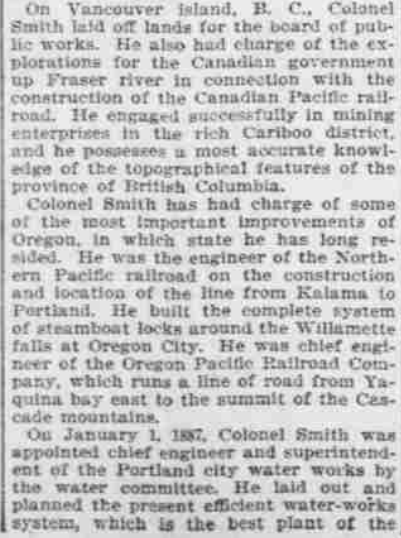 On Vancouver island, B. C., Colonel
Smith laid off lands for the board of pub-
lic works. He also had charge of the ex-
plorations for the Canadian government
up Fraser river in connection with the
construction of the Canadian Pacific rail-
road. He engaged successfully in mining
enterprises in the rich Cariboo district,
and he possesses a most accurate knowl-
edge of the topographical features of the
province of British Columbia.
Colonel Smith has had charge of some
of the most important improvements of
Oregon, in which state he has long re-
sided. He was the engineer of the North-
ern Pacific railroad on the construction
and location of the line from Kalama to
Portland. He built the complete system
of steamboat locks around the Willamette
falls at Oregon City. He was chief engi-
neer of the Oregon Pacific Railroad Com-
pany, which runs a line of road from Ya-
quina bay east to the summit of the Cas-
cade mountains.
On January 1, 1887, Colonel Smith was
appointed chief engineer and superintend-
ent of the Portland city water works by
the water committee. He laid out and
planned the present efficient water-works
system, which is the best plant of the